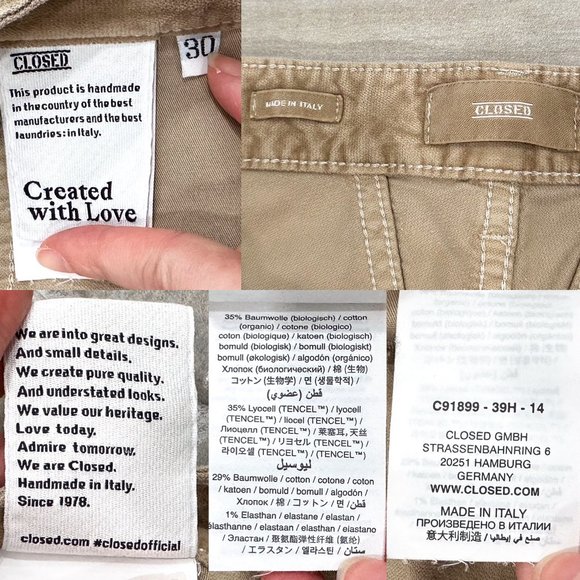 CLOSED
This product is handmade
in the country of the best
manufacturers and the best
laundries: in Italy.
Created
with Love
30
MADE IN ITALY
CLOSED
We are into great designs.
And small details.
We create pure quality.
And understated looks.
We value our heritage.
Love today.
Admire tomorrow.
We are Closed.
Handmade in Italy.
Since 1978.
closed.com #closedofficial
35% Baumwolle (biologisch) / cotton
(organic) / cotone (biologico)
coton (biologique) / katoen (biologisch)
bomuld (biologisk) / bomull (biologiskt)
bomull (økologisk) / algodón (orgánico)
Хлопок (биологический) / 棉 (生物)
コットン (生物学) / 면 (생물학적) /
قطن (عضوي) /
35% Lyocell (TENCEL™) / lyocell
(TENCEL™) / liocel (TENCEL™) /
Лиоцелл (TENCEL™) / 莱塞耳, 天丝
(TENCEL™) / リヨセル (TENCEL™) /
라이오셀 (TENCEL™) /
ليوسيل
29% Baumwolle / cotton / cotone / coton
/ katoen / bomuld / bomull / algodón /
Хлопок / 棉 / コットン / 면 / قطن
1% Elasthan / elastane / elastan /
élasthanne / elastaan / elasthan /
/ Эластан / 聚氨酯弹性纤维 (氨纶)
/ エラスタン / 엘라스틴 /
C91899 - 39H - 14
CLOSED GMBH
STRASSENBAHNRING 6
20251 HAMBURG
GERMANY
WWW.CLOSED.COM
MADE IN ITALY
ПРОИЗВЕДЕНО В ИТАЛИИ
意大利制造 / صنع في إيطاليا